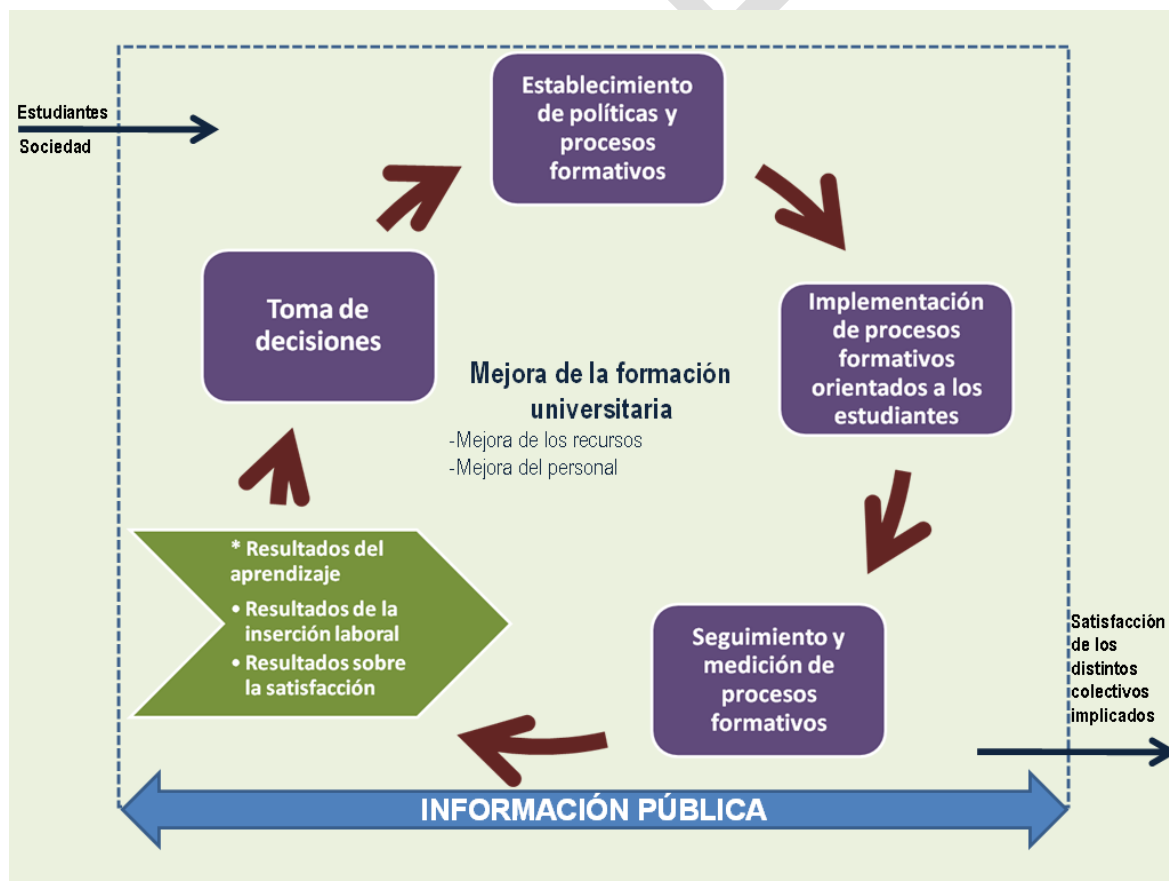 Estudiantes
Sociedad
Establecimiento
de políticas y
procesos
formativos
Toma de
decisiones
Implementación
de procesos
formativos
orientados a los
estudiantes
Mejora de la formación
universitaria
-Mejora de los recursos
-Mejora del personal
* Resultados del
aprendizaje
• Resultados de la
inserción laboral
• Resultados sobre
la satisfacción
Seguimiento y
medición de
procesos
formativos
Satisfacción
de los
distintos
colectivos
implicados
INFORMACIÓN PÚBLICA